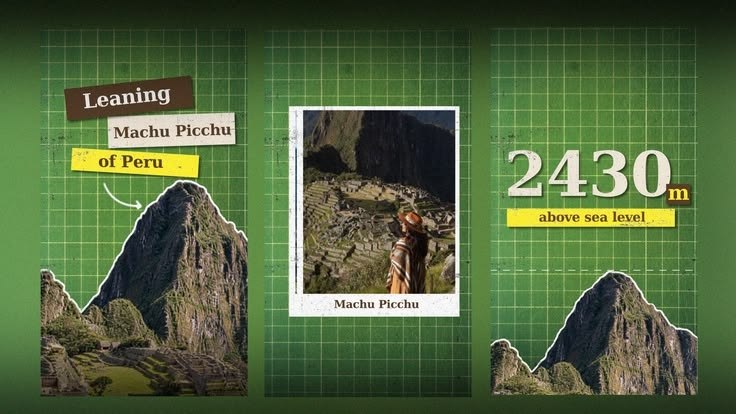 Leaning
Machu Picchu
of Peru
Machu Picchu
2430m
above sea level